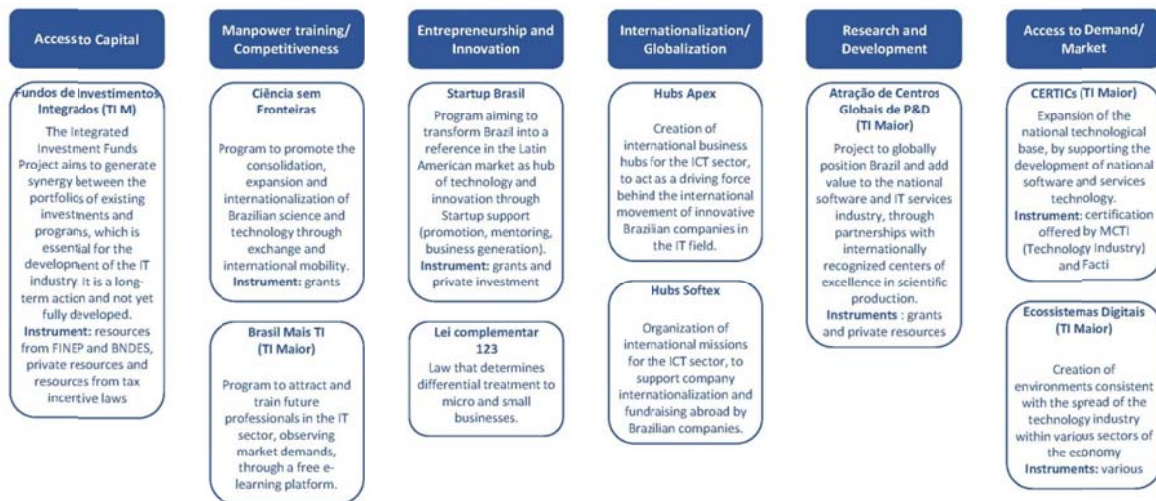 Access to Capital
Fundos de Investimentos
Integrados (TI M)
The Integrated
Investment Funds
Project aims to generate
synergy between the
portfolios of existing
investments and
programs, which is
essential for the
development of the IT
industry. It is a long-
term action and not yet
fully developed.
Instrument: resources
from FINEP and BNDES,
private resources and
resources from tax
incentive laws
Manpower training/
Competitiveness
Ciência sem
Fronteiras
Program to promote the
consolidation,
expansion and
internationalization of
Brazilian science and
technology through
exchange and
international mobility.
Instrument: grants
Brasil Mais TI
(TI Maior)
Program to attract and
train future
professionals in the IT
sector, observing
market demands,
through a free e-
learning platform.
Entrepreneurship and
Innovation
Startup Brasil
Program aiming to
transform Brazil into a
reference in the Latin
American market as hub
of technology and
innovation through
Startup support
(promotion, mentoring,
business generation).
Instrument: grants and
private investment
Lei complementar
123
Law that determines
differential treatment to
micro and small
businesses.
Internationalization/
Globalization
Hubs Apex
Creation of
international business
hubs for the ICT sector,
to act as a driving force
behind the international
movement of innovative
Brazilian companies in
the IT field.
Hubs Softex
Organization of
international missions
for the ICT sector, to
support company
internationalization and
fundraising abroad by
Brazilian companies.
Research and
Development
Atração de Centros
Globais de P&D
(TI Maior)
Project to globally
position Brazil and add
value to the national
software and IT services
industry, through
partnerships with
internationally
recognized centers of
excellence in scientific
production.
Instruments : grants
and private resources
Access to Demand/
Market
CERTICs (TI Maior)
Expansion of the
national technological
base, by supporting the
development of national
software and services
technology.
Instrument: certification
offered by MCTI
(Technology Industry)
and Facti
Ecossistemas Digitais
(TI Maior)
Creation of
environments consistent
with the spread of the
technology industry
within various sectors of
the economy
Instruments: various